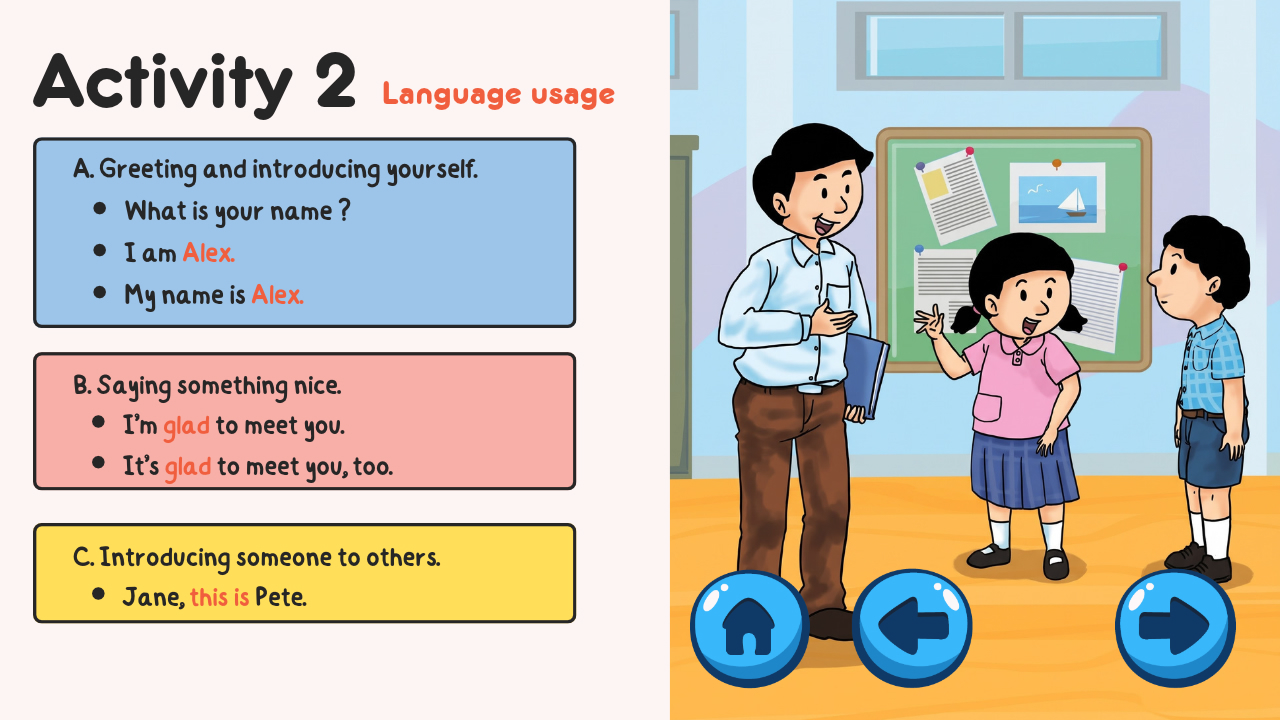 Activity 2 Language usage
A. Greeting and introducing yourself.
• What is your name ?
• I am Alex.
• My name is Alex.
B. Saying something nice.
• I'm glad to meet you.
• It's glad to meet you, too.
C. Introducing someone to others.
• Jane, this is Pete.